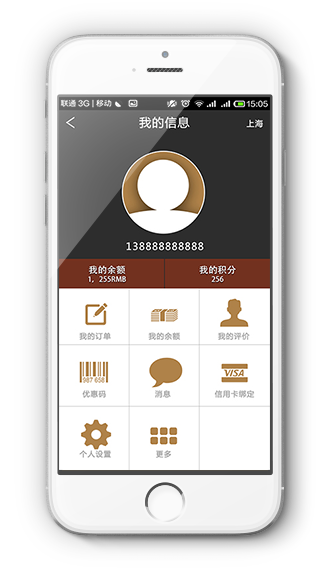 联通 3G | 移动 15:05
我的信息 上海
138888888888
我的余额 我的积分
1, 255RMB 256
我的订单 我的余额 我的评价
987 658 VISA
优惠码 消息 信用卡绑定
个人设置 更多